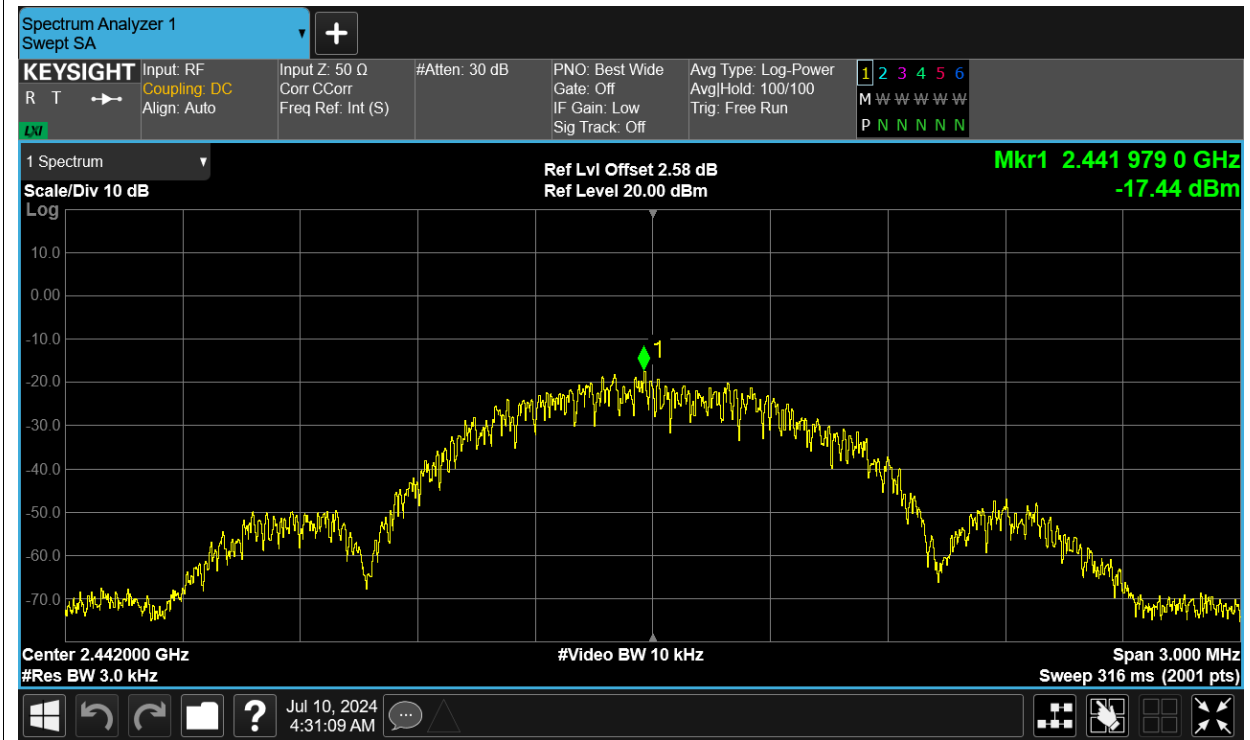 Spectrum Analyzer 1
Swept SA
+
KEYSIGHT
R T
LXI
Input: RF
Coupling: DC
Align: Auto
Input Z: 50 Ω
Corr CCorr
Freq Ref: Int (S)
#Atten: 30 dB
PNO: Best Wide
Gate: Off
IF Gain: Low
Sig Track: Off
Avg Type: Log-Power
Avg|Hold: 100/100
Trig: Free Run
1 2 3 4 5 6
M W W W W W
P N N N N N
1 Spectrum
Scale/Div 10 dB
Ref Lvl Offset 2.58 dB
Ref Level 20.00 dBm
Mkr1 2.441 979 0 GHz
-17.44 dBm
Log
10.0
0.00
-10.0
1
-20.0
-30.0
-40.0
-50.0
-60.0
-70.0
Center 2.442000 GHz
#Res BW 3.0 kHz
#Video BW 10 kHz
Span 3.000 MHz
Sweep 316 ms (2001 pts)
?
Jul 10, 2024
4:31:09 AM